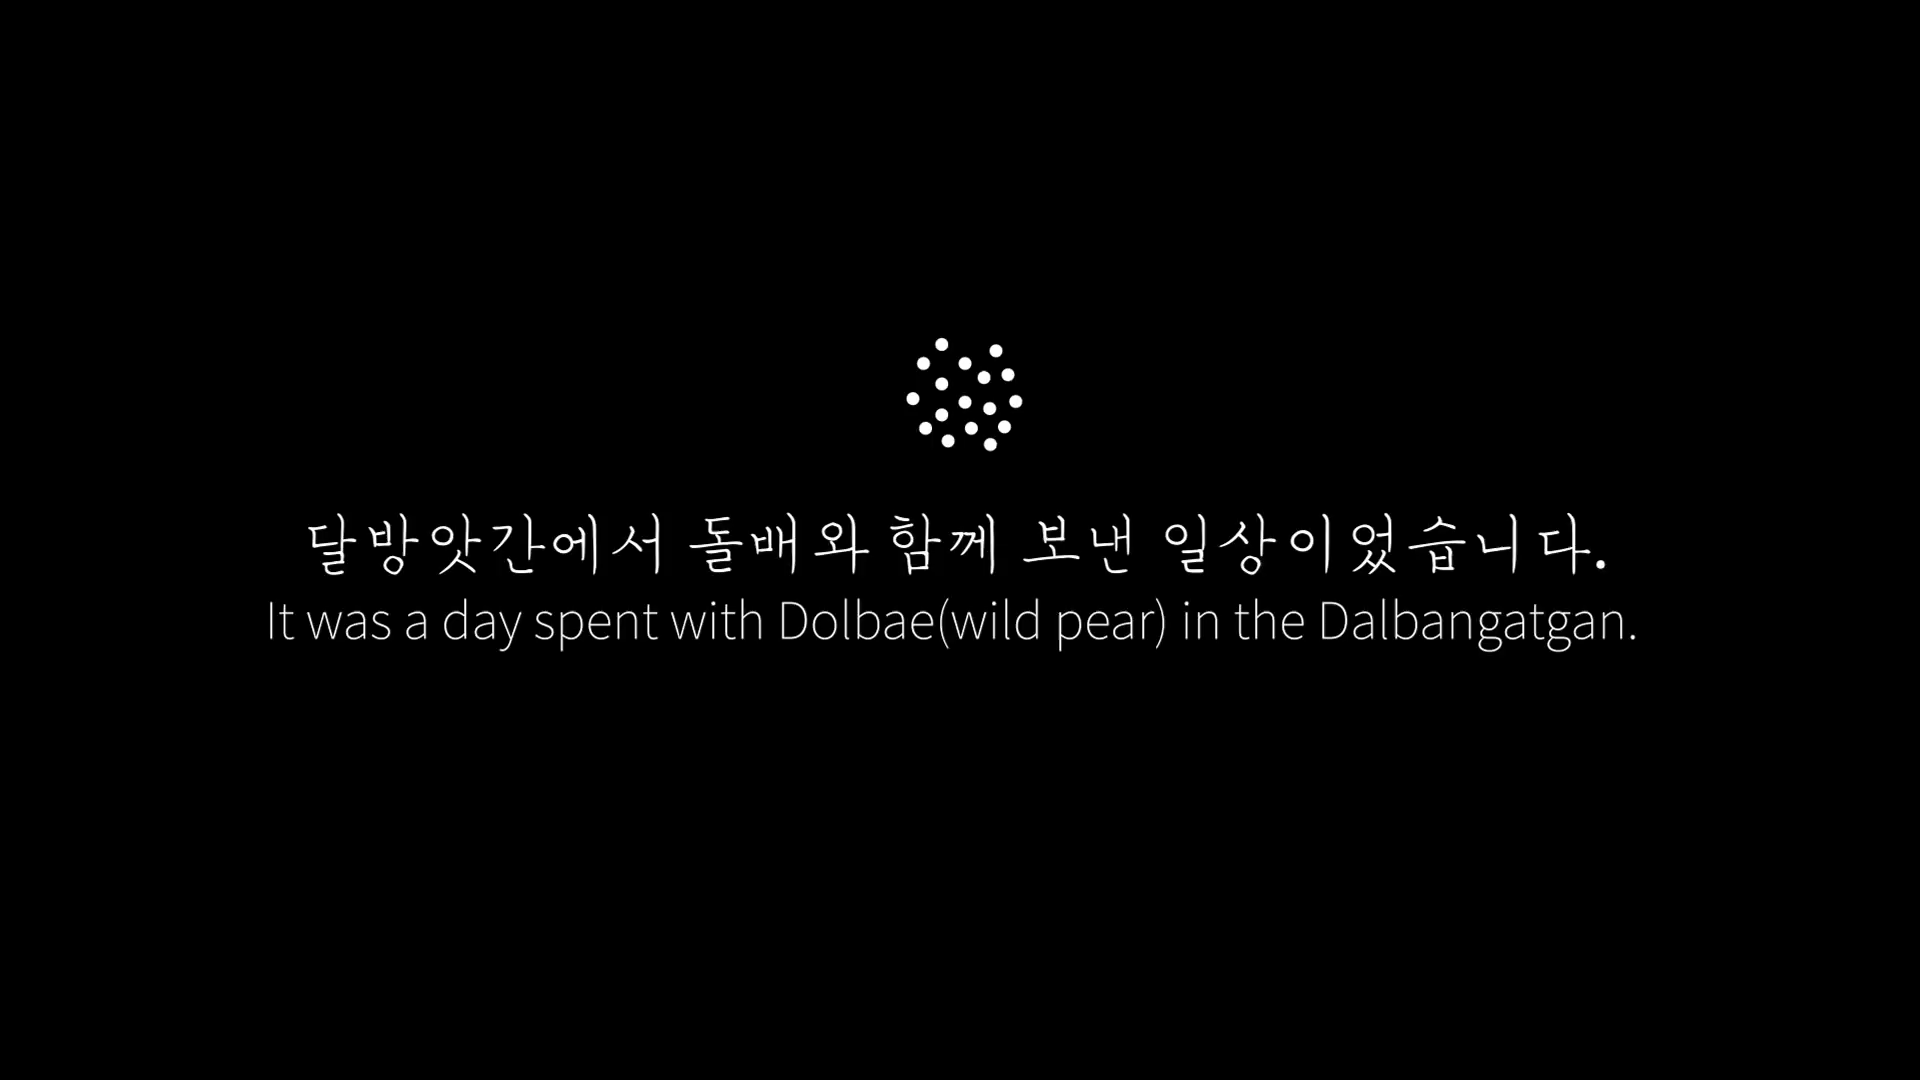 달방앗간에서 돌배와 함께 보낸 일상이었습니다.
It was a day spent with Dolbae(wild pear) in the Dalbangatgan.